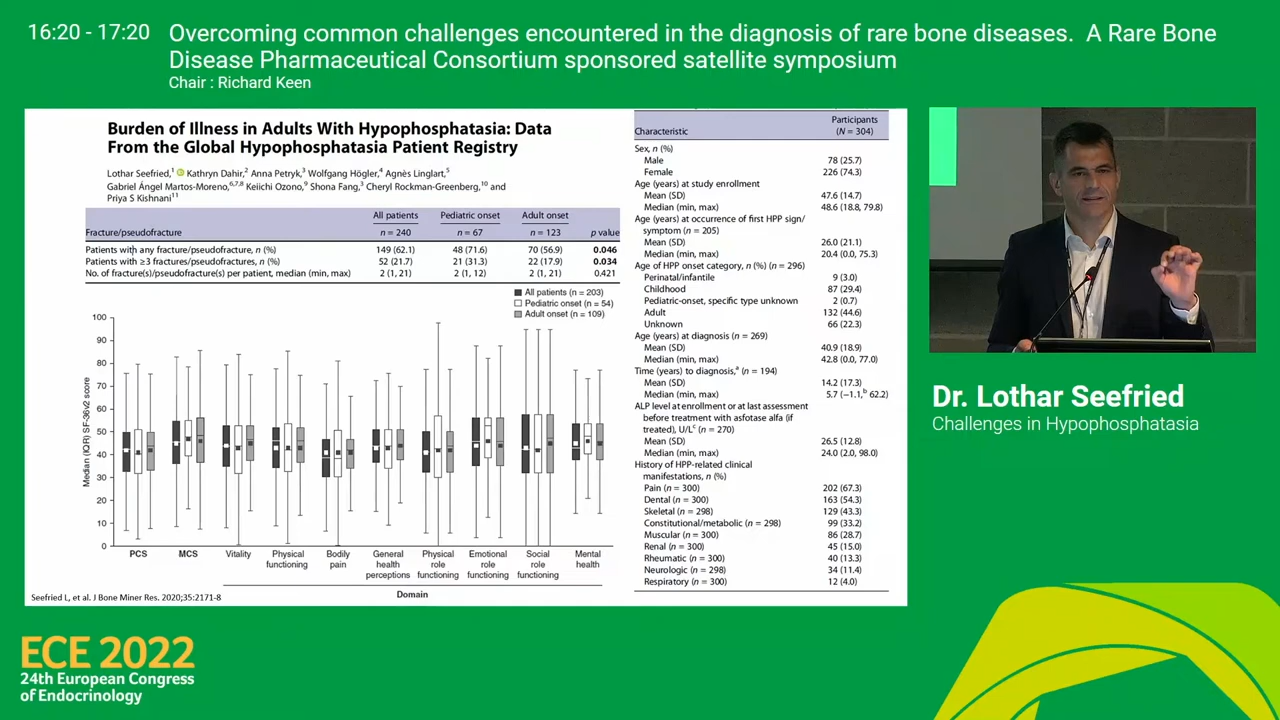 16:20 - 17:20
Overcoming common challenges encountered in the diagnosis of rare bone diseases. A Rare Bone
Disease Pharmaceutical Consortium sponsored satellite symposium
Chair : Richard Keen
Burden of Illness in Adults With Hypophosphatasia: Data
From the Global Hypophosphatasia Patient Registry
Lothar Seefried,1 Kathryn Dahir,2 Anna Petryk,3 Wolfgang Högler,4 Agnès Linglart,5
Gabriel Ángel Martos-Moreno,6,7,8 Keiichi Ozono,9 Shona Fang,3 Cheryl Rockman-Greenberg,10 and
Priya S Kishnani11
All patients Pediatric onset Adult onset
Fracture/pseudofracture n = 240 n = 67 n = 123 p value
Patients with any fracture/pseudofracture, n (%) 149 (62.1) 48 (71.6) 70 (56.9) 0.046
Patients with ≥3 fractures/pseudofractures, n (%) 52 (21.7) 21 (31.3) 22 (17.9) 0.034
No. of fracture(s)/pseudofracture(s) per patient, median (min, max) 2 (1, 21) 2 (1, 12) 2 (1, 21) 0.421
All patients (n = 203)
Pediatric onset (n = 54)
Adult onset (n = 109)
Median (IQR) SF-36v2 score
100
90
80
70
60
50
40
30
20
10
0
PCS MCS Vitality Physical functioning Bodily pain General health perceptions Physical role functioning Emotional role functioning Social role functioning Mental health
Domain
Seefried L, et al. J Bone Miner Res. 2020;35:2171-8
Participants
Characteristic (N = 304)
Sex, n (%)
Male 78 (25.7)
Female 226 (74.3)
Age (years) at study enrollment
Mean (SD) 47.6 (14.7)
Median (min, max) 48.6 (18.8, 79.8)
Age (years) at occurrence of first HPP sign/
symptom (n = 205)
Mean (SD) 26.0 (21.1)
Median (min, max) 20.4 (0.0, 75.3)
Age of HPP onset category, n (%) (n = 296)
Perinatal/infantile 9 (3.0)
Childhood 87 (29.4)
Pediatric-onset, specific type unknown 2 (0.7)
Adult 132 (44.6)
Unknown 66 (22.3)
Age (years) at diagnosis (n = 269)
Mean (SD) 40.9 (18.9)
Median (min, max) 42.8 (0.0, 77.0)
Time (years) to diagnosis,a (n = 194)
Mean (SD) 14.2 (17.3)
Median (min, max) 5.7 (−1.1,b 62.2)
ALP level at enrollment or at last assessment
before treatment with asfotase alfa (if
treated), U/Lc (n = 270)
Mean (SD) 26.5 (12.8)
Median (min, max) 24.0 (2.0, 98.0)
History of HPP-related clinical
manifestations, n (%)
Pain (n = 300) 202 (67.3)
Dental (n = 300) 163 (54.3)
Skeletal (n = 298) 129 (43.3)
Constitutional/metabolic (n = 298) 99 (33.2)
Muscular (n = 300) 86 (28.7)
Renal (n = 300) 45 (15.0)
Rheumatic (n = 300) 40 (13.3)
Neurologic (n = 298) 34 (11.4)
Respiratory (n = 300) 12 (4.0)
Dr. Lothar Seefried
Challenges in Hypophosphatasia
ECE 2022
24th European Congress
of Endocrinology